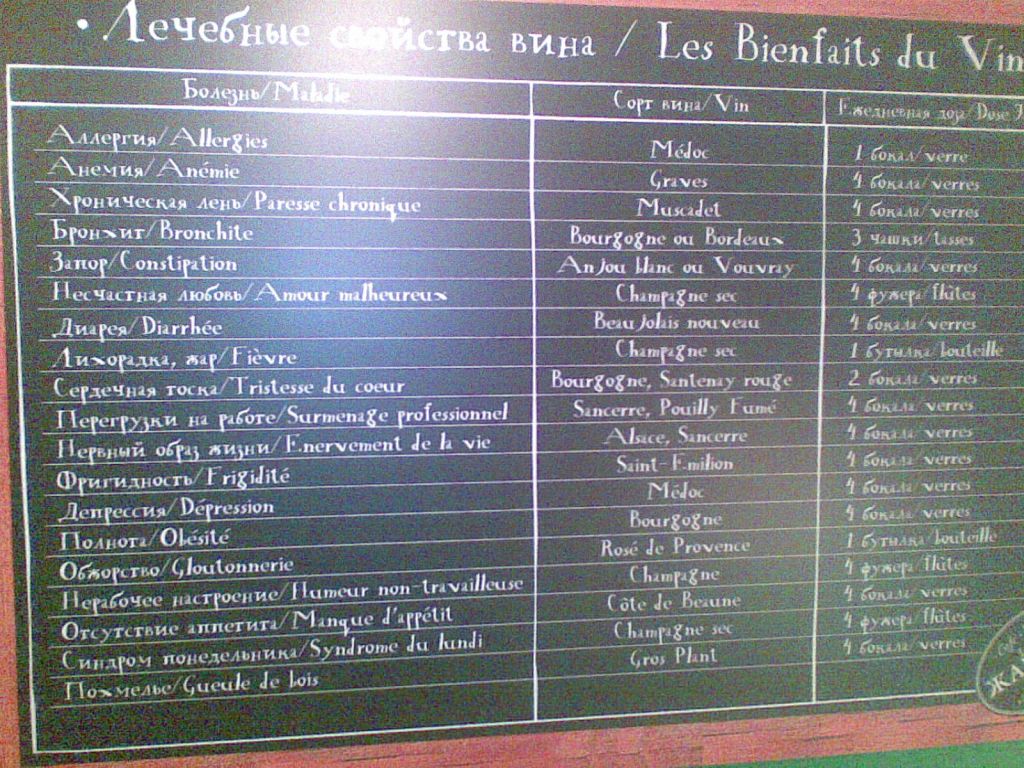 • Лечебные свойства вина / Les Bienfaits du Vin
Болезнь/Maladie Сорт вина/Vin Ежедневная доза/Dose
Аллергия/Allergies Médoc 1 бокал/verre
Анемия/Anémie Graves 4 бокала/verres
Хроническая лень/Paresse chronique Muscadet 4 бокала/verres
Бронхит/Bronchite Bourgogne ou Bordeaux 3 чашки/tasses
Запор/Constipation Anjou blanc ou Vouvray 4 бокала/verres
Несчастная любовь/Amour malheureux Champagne sec 4 фужера/flûtes
Диарея/Diarrhée Beaujolais nouveau 4 бокала/verres
Лихорадка, жар/Fièvre Champagne sec 1 бутылка/bouteille
Сердечная тоска/Tristesse du coeur Bourgogne, Santenay rouge 2 бокала/verres
Перегрузки на работе/Surmenage professionnel Sancerre, Pouilly Fumé 4 бокала/verres
Нервный образ жизни/Enervement de la vie Alsace, Sancerre 4 бокала/verres
Фригидность/Frigidité Saint-Emilion 4 бокала/verres
Депрессия/Dépression Médoc 4 бокала/verres
Полнота/Obésité Bourgogne 4 бокала/verres
Обжорство/Gloutonnerie Rosé de Provence 1 бутылка/bouteille
Нерабочее настроение/Humeur non-travailleuse Champagne 4 фужера/flûtes
Отсутствие аппетита/Manque d'appétit Côte de Beaune 4 бокала/verres
Синдром понедельника/Syndrome du lundi Champagne sec 4 фужера/flûtes
Похмелье/Gueule de bois Gros Plant 4 бокала/verres